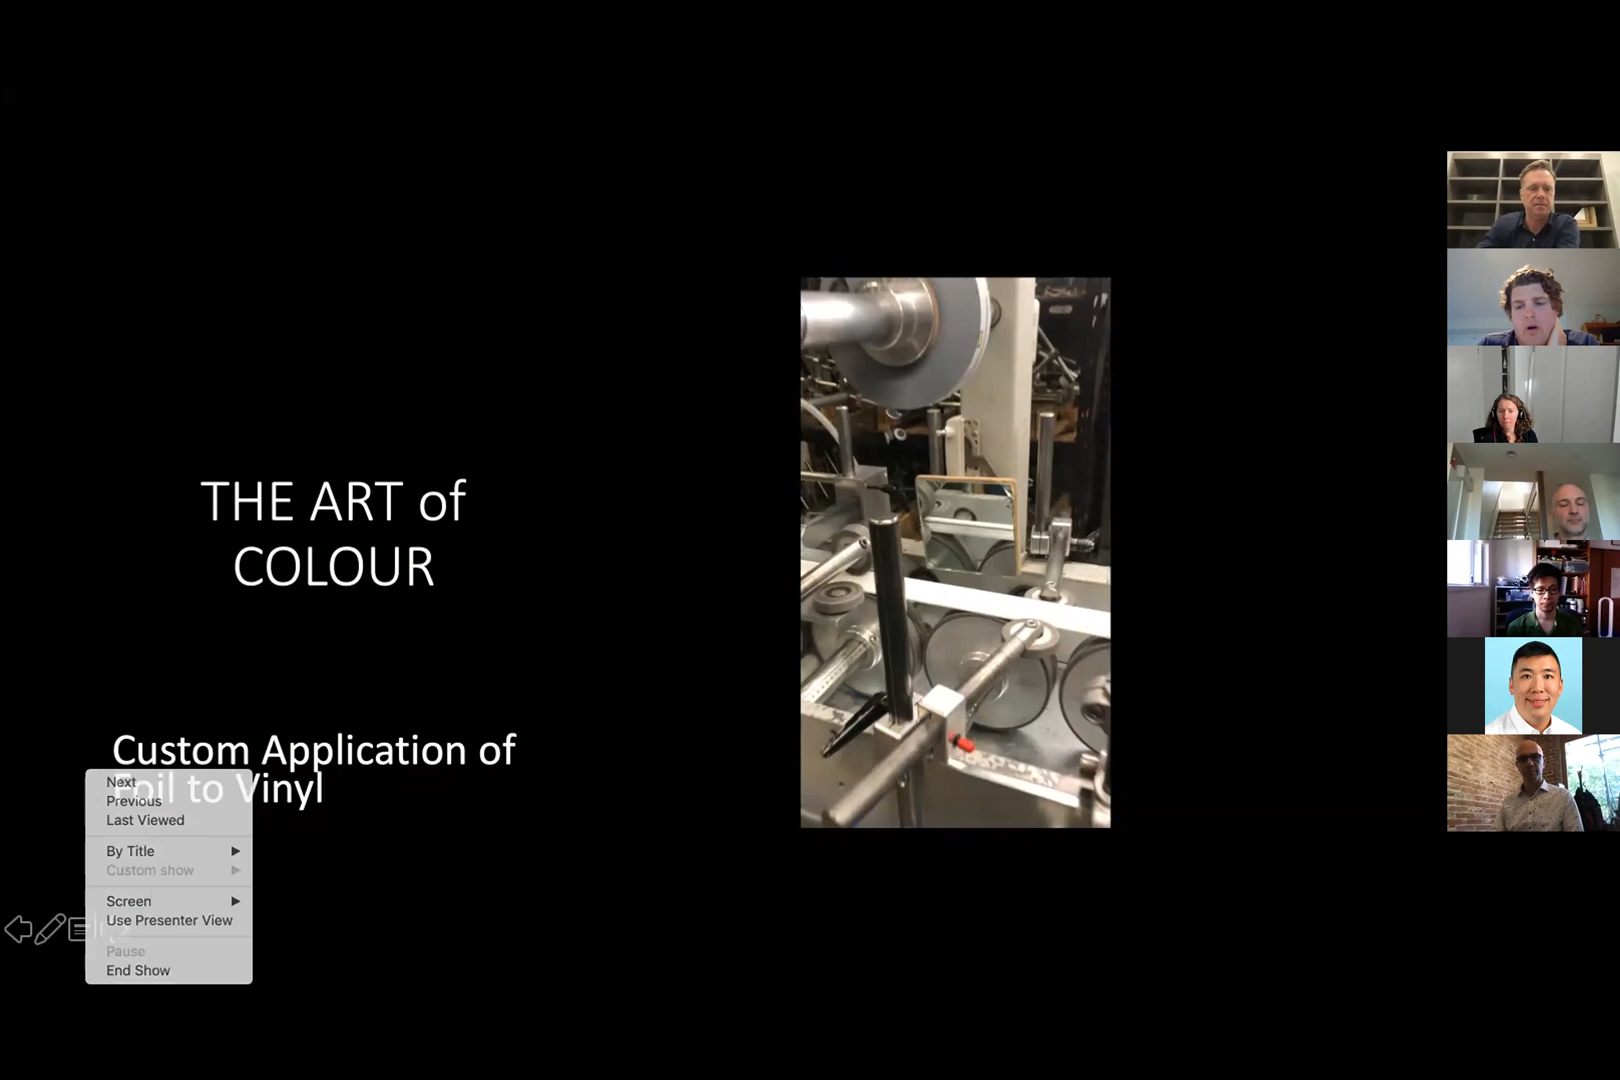 THE ART of
COLOUR
Custom Application of
Foil to Vinyl
Next
Previous
Last Viewed
By Title
Custom show
Screen
Use Presenter View
Pause
End Show